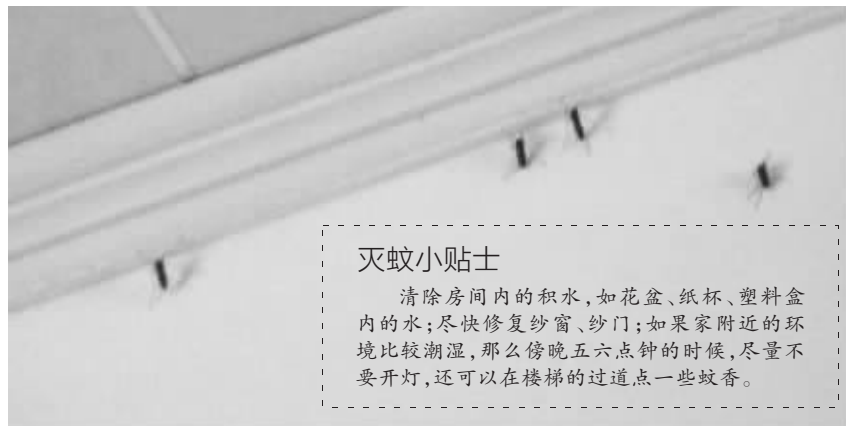 灭蚊小贴士
清除房间内的积水,如花盆、纸杯、塑料盒
内的水;尽快修复纱窗、纱门;如果家附近的环
境比较潮湿,那么傍晚五六点钟的时候,尽量不
要开灯,还可以在楼梯的过道点一些蚊香。